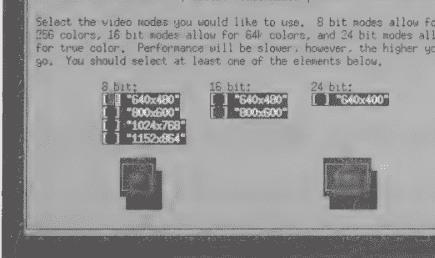 Select the video modes you would like to use. 8 bit modes allow fo
256 colors, 16 bit modes allow for 64k colors, and 24 bit modes all
for true color. Performance will be slower, however, the higher yo
go. You should select at least one of the elements below.
8 bit: 16 bit: 24 bit:
[ ] "640x480" [ ] "640x480" [ ] "640x400"
[ ] "800x600" [ ] "800x600"
[ ] "1024x768"
[ ] "1152x864"